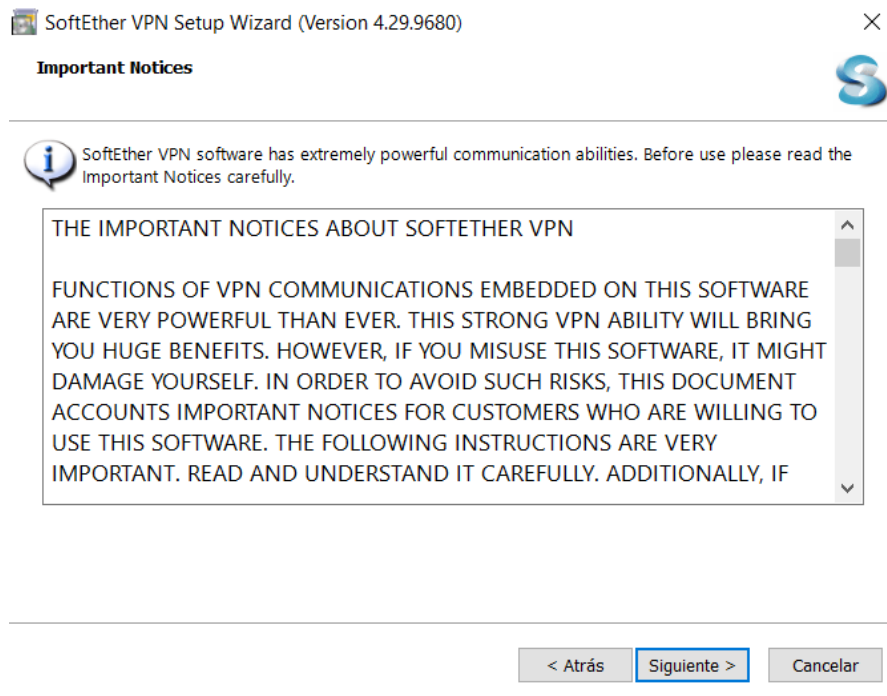 SoftEther VPN Setup Wizard (Version 4.29.9680)
Important Notices
SoftEther VPN software has extremely powerful communication abilities. Before use please read the
Important Notices carefully.
THE IMPORTANT NOTICES ABOUT SOFTETHER VPN
FUNCTIONS OF VPN COMMUNICATIONS EMBEDDED ON THIS SOFTWARE
ARE VERY POWERFUL THAN EVER. THIS STRONG VPN ABILITY WILL BRING
YOU HUGE BENEFITS. HOWEVER, IF YOU MISUSE THIS SOFTWARE, IT MIGHT
DAMAGE YOURSELF. IN ORDER TO AVOID SUCH RISKS, THIS DOCUMENT
ACCOUNTS IMPORTANT NOTICES FOR CUSTOMERS WHO ARE WILLING TO
USE THIS SOFTWARE. THE FOLLOWING INSTRUCTIONS ARE VERY
IMPORTANT. READ AND UNDERSTAND IT CAREFULLY. ADDITIONALLY, IF
< Atrás Siguiente > Cancelar